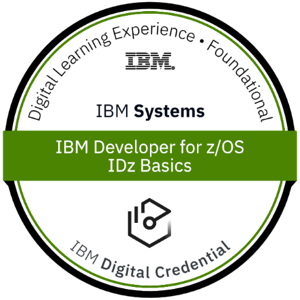 Digital Learning Experience • Foundational
IBM.
IBM Systems
IBM Developer for z/OS
IDz Basics
IBM Digital Credential